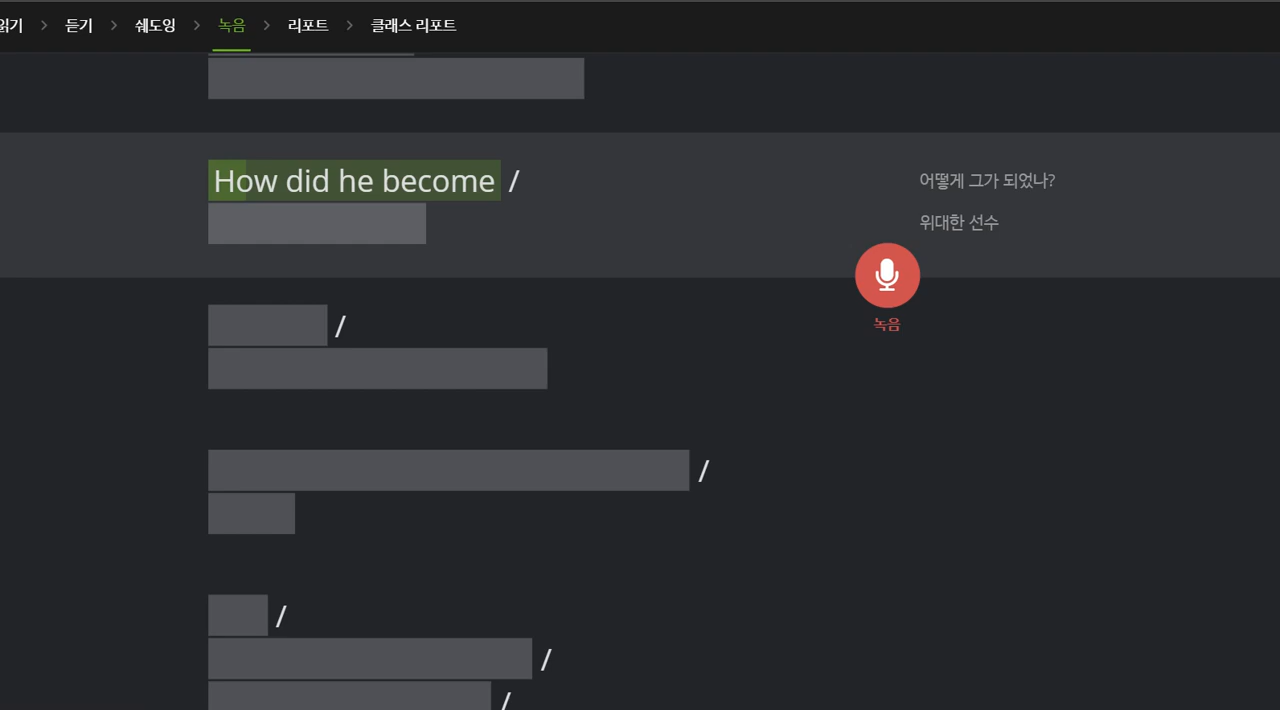 읽기 > 듣기 > 쉐도잉 > 녹음 > 리포트 > 클래스 리포트
How did he become /
어떻게 그가 되었나?
위대한 선수
녹음
/
/
/
/
/